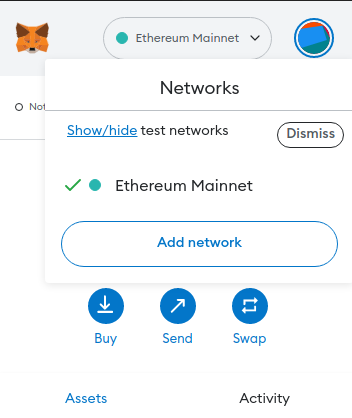 Ethereum Mainnet
Networks
Not
Show/hide test networks
Dismiss
Ethereum Mainnet
Add network
Buy
Send
Swap
Assets
Activity